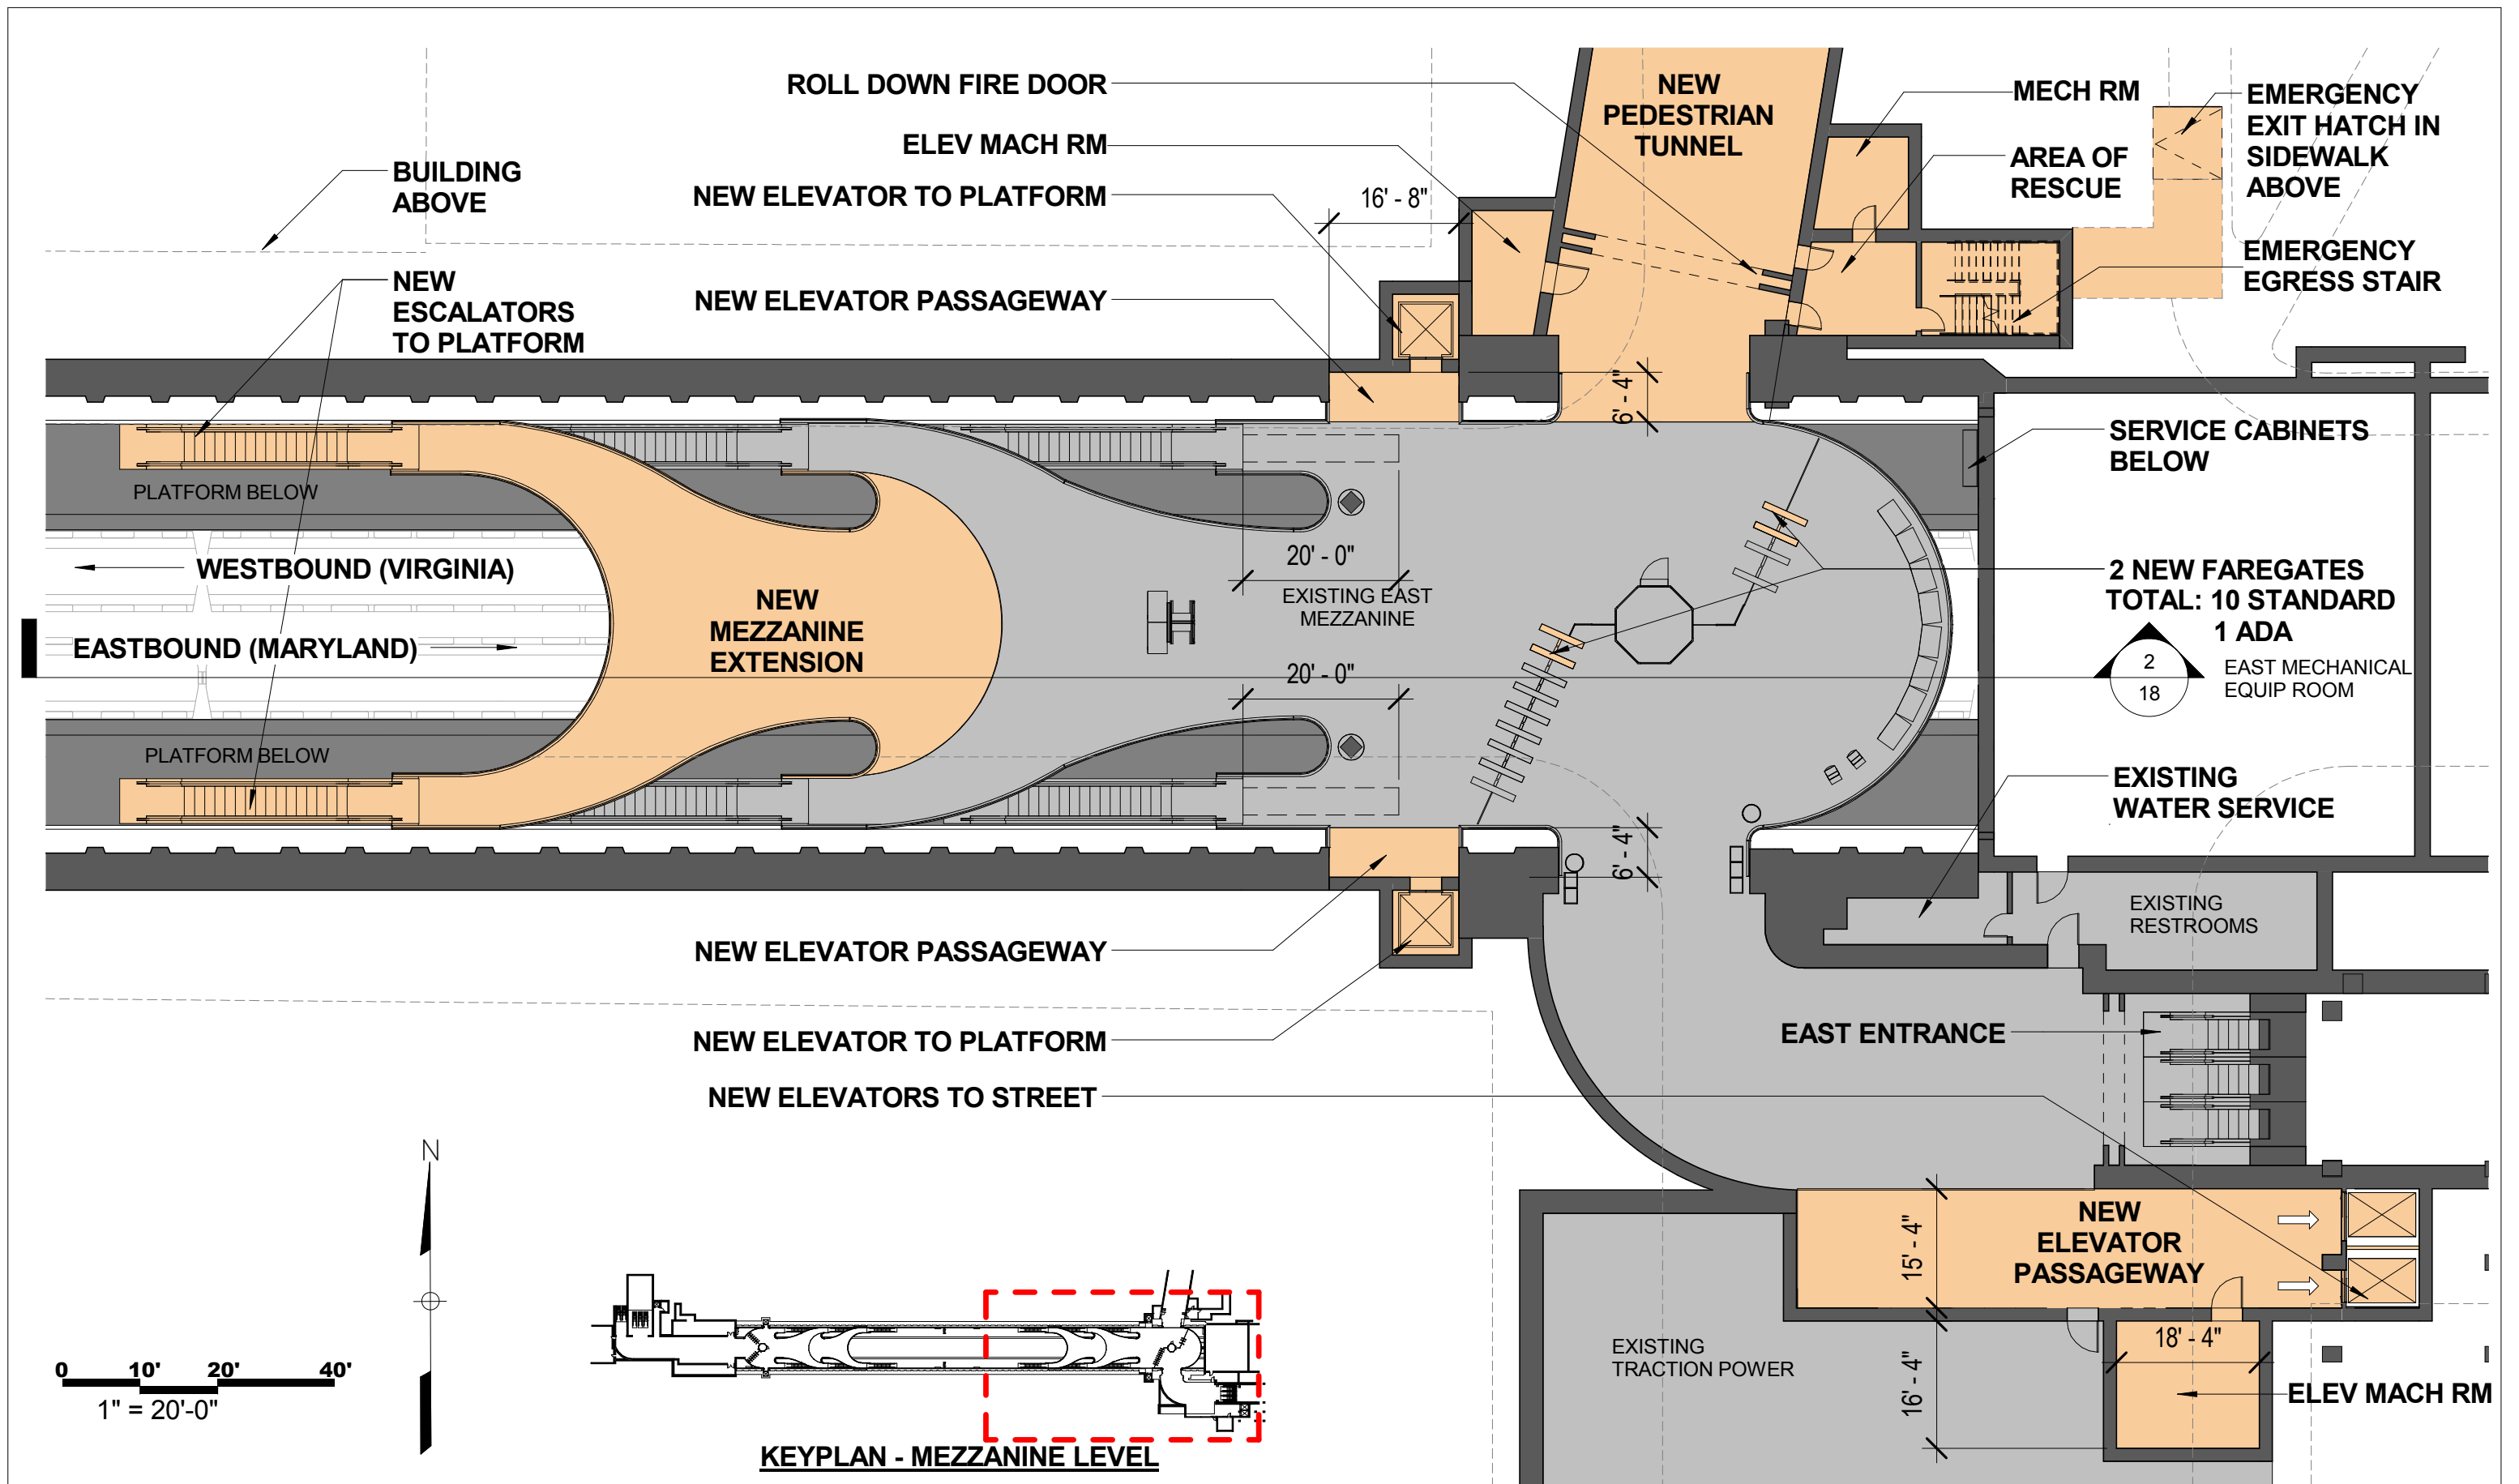 ROLL DOWN FIRE DOOR
NEW
PEDESTRIAN
TUNNEL
MECH RM
EMERGENCY
EXIT HATCH IN
SIDEWALK
ABOVE
ELEV MACH RM
AREA OF
RESCUE
BUILDING
ABOVE
NEW ELEVATOR TO PLATFORM
16' - 8"
EMERGENCY
EGRESS STAIR
NEW
ESCALATORS
TO PLATFORM
NEW ELEVATOR PASSAGEWAY
6' - 4"
SERVICE CABINETS
BELOW
PLATFORM BELOW
WESTBOUND (VIRGINIA)
20' - 0"
EXISTING EAST
MEZZANINE
2 NEW FAREGATES
TOTAL: 10 STANDARD
1 ADA
NEW
MEZZANINE
EXTENSION
EASTBOUND (MARYLAND)
20' - 0"
2
18
EAST MECHANICAL
EQUIP ROOM
PLATFORM BELOW
EXISTING
WATER SERVICE
6' - 4"
EXISTING
RESTROOMS
NEW ELEVATOR PASSAGEWAY
NEW ELEVATOR TO PLATFORM
EAST ENTRANCE
NEW ELEVATORS TO STREET
N
15' - 4"
NEW
ELEVATOR
PASSAGEWAY
EXISTING
TRACTION POWER
16' - 4"
18' - 4"
ELEV MACH RM
0 10' 20' 40'
1" = 20'-0"
KEYPLAN - MEZZANINE LEVEL